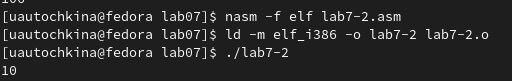 [uautochkina@fedora lab07]$ nasm -f elf lab7-2.asm
[uautochkina@fedora lab07]$ ld -m elf_i386 -o lab7-2 lab7-2.o
[uautochkina@fedora lab07]$ ./lab7-2
10